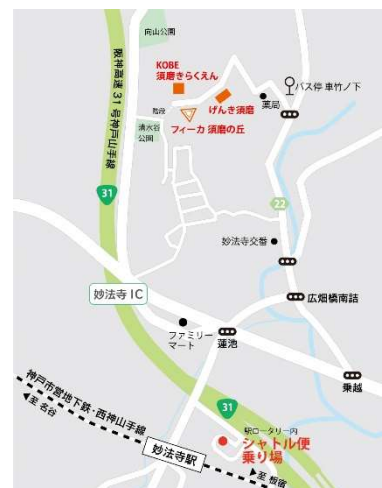 向山公園
阪神高速31号神戸山手線
KOBE
須磨きらくえん
げんき須磨
薬局
バス停 車竹ノ下
階段
清水谷
公園
フィーカ 須磨の丘
31
22
妙法寺交番
妙法寺 IC
広畑橋南詰
ファミリー
マート
蓮池
乗越
神戸市営地下鉄・西神山手線
至 名谷
31
駅ロータリー内
シャトル便
乗り場
妙法寺駅
至 板宿